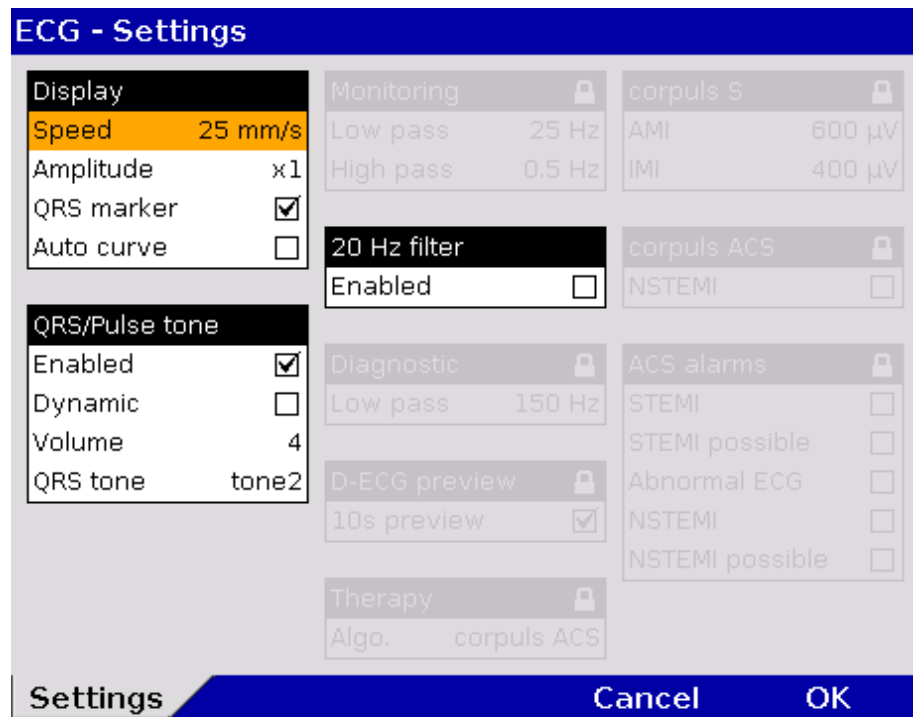 ECG - Settings
Display
Speed 25 mm/s
Amplitude x1
QRS marker
Auto curve
QRS/Pulse tone
Enabled
Dynamic
Volume 4
QRS tone tone2
Monitoring
Low pass 25 Hz
High pass 0.5 Hz
20 Hz filter
Enabled
Diagnostic
Low pass 150 Hz
D-ECG preview
10s preview
Therapy
Algo. corpuls ACS
corpuls S
AMI 600 µV
IMI 400 µV
corpuls ACS
NSTEMI
ACS alarms
STEMI
STEMI possible
Abnormal ECG
NSTEMI
NSTEMI possible
Settings Cancel OK